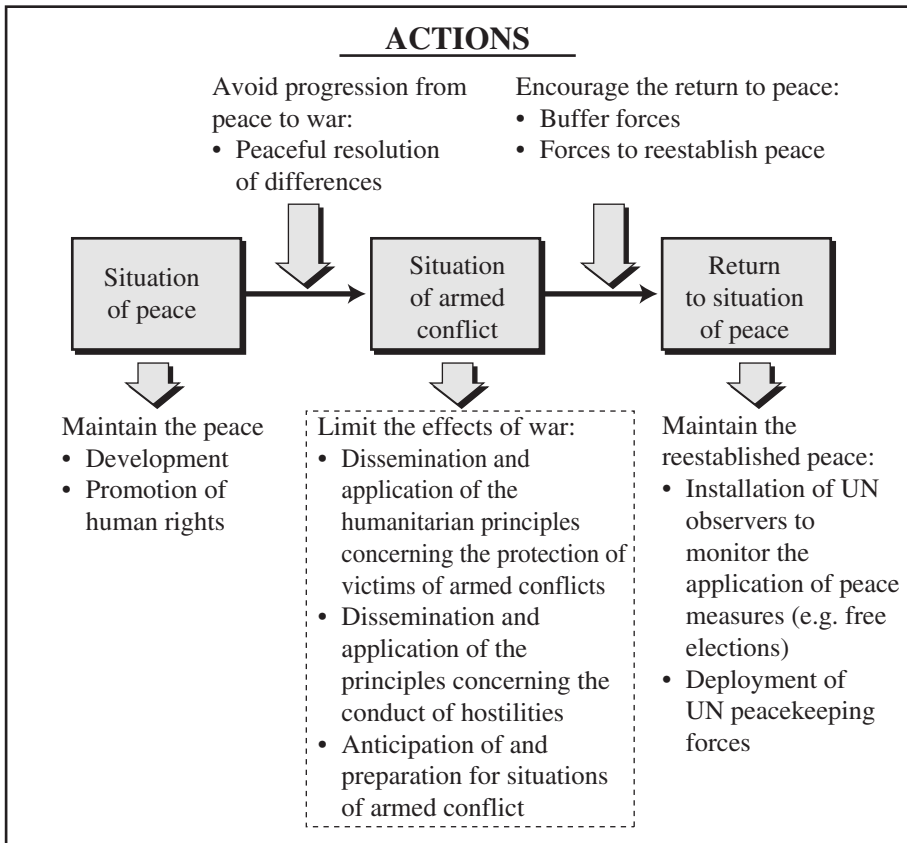 ACTIONS
Avoid progression from
peace to war:
• Peaceful resolution
of differences
Encourage the return to peace:
• Buffer forces
• Forces to reestablish peace
Situation
of peace
Situation
of armed
conflict
Return
to situation
of peace
Maintain the peace
• Development
• Promotion of
human rights
Limit the effects of war:
• Dissemination and
application of the
humanitarian principles
concerning the protection of
victims of armed conflicts
• Dissemination and
application of the
principles concerning the
conduct of hostilities
• Anticipation of and
preparation for situations
of armed conflict
Maintain the
reestablished peace:
• Installation of UN
observers to
monitor the
application of peace
measures (e.g. free
elections)
• Deployment of
UN peacekeeping
forces